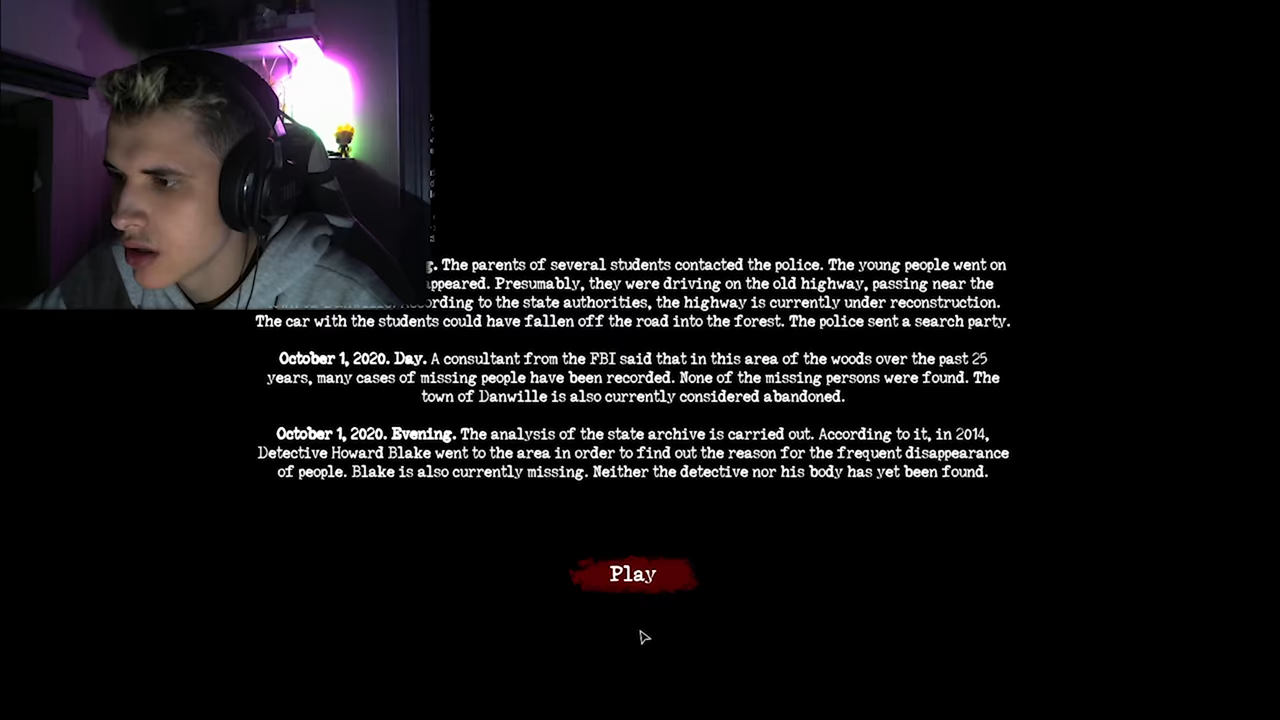 The parents of several students contacted the police. The young people went on
Presumably, they were driving on the old highway, passing near the
to the state authorities, the highway is currently under reconstruction.
The car with the students could have fallen off the road into the forest. The police sent a search party.
October 1, 2020. Day. A consultant from the FBI said that in this area of the woods over the past 25
years, many cases of missing people have been recorded. None of the missing persons were found. The
town of Danwille is also currently considered abandoned.
October 1, 2020. Evening. The analysis of the state archive is carried out. According to it, in 2014,
Detective Howard Blake went to the area in order to find out the reason for the frequent disappearance
of people. Blake is also currently missing. Neither the detective nor his body has yet been found.
Play